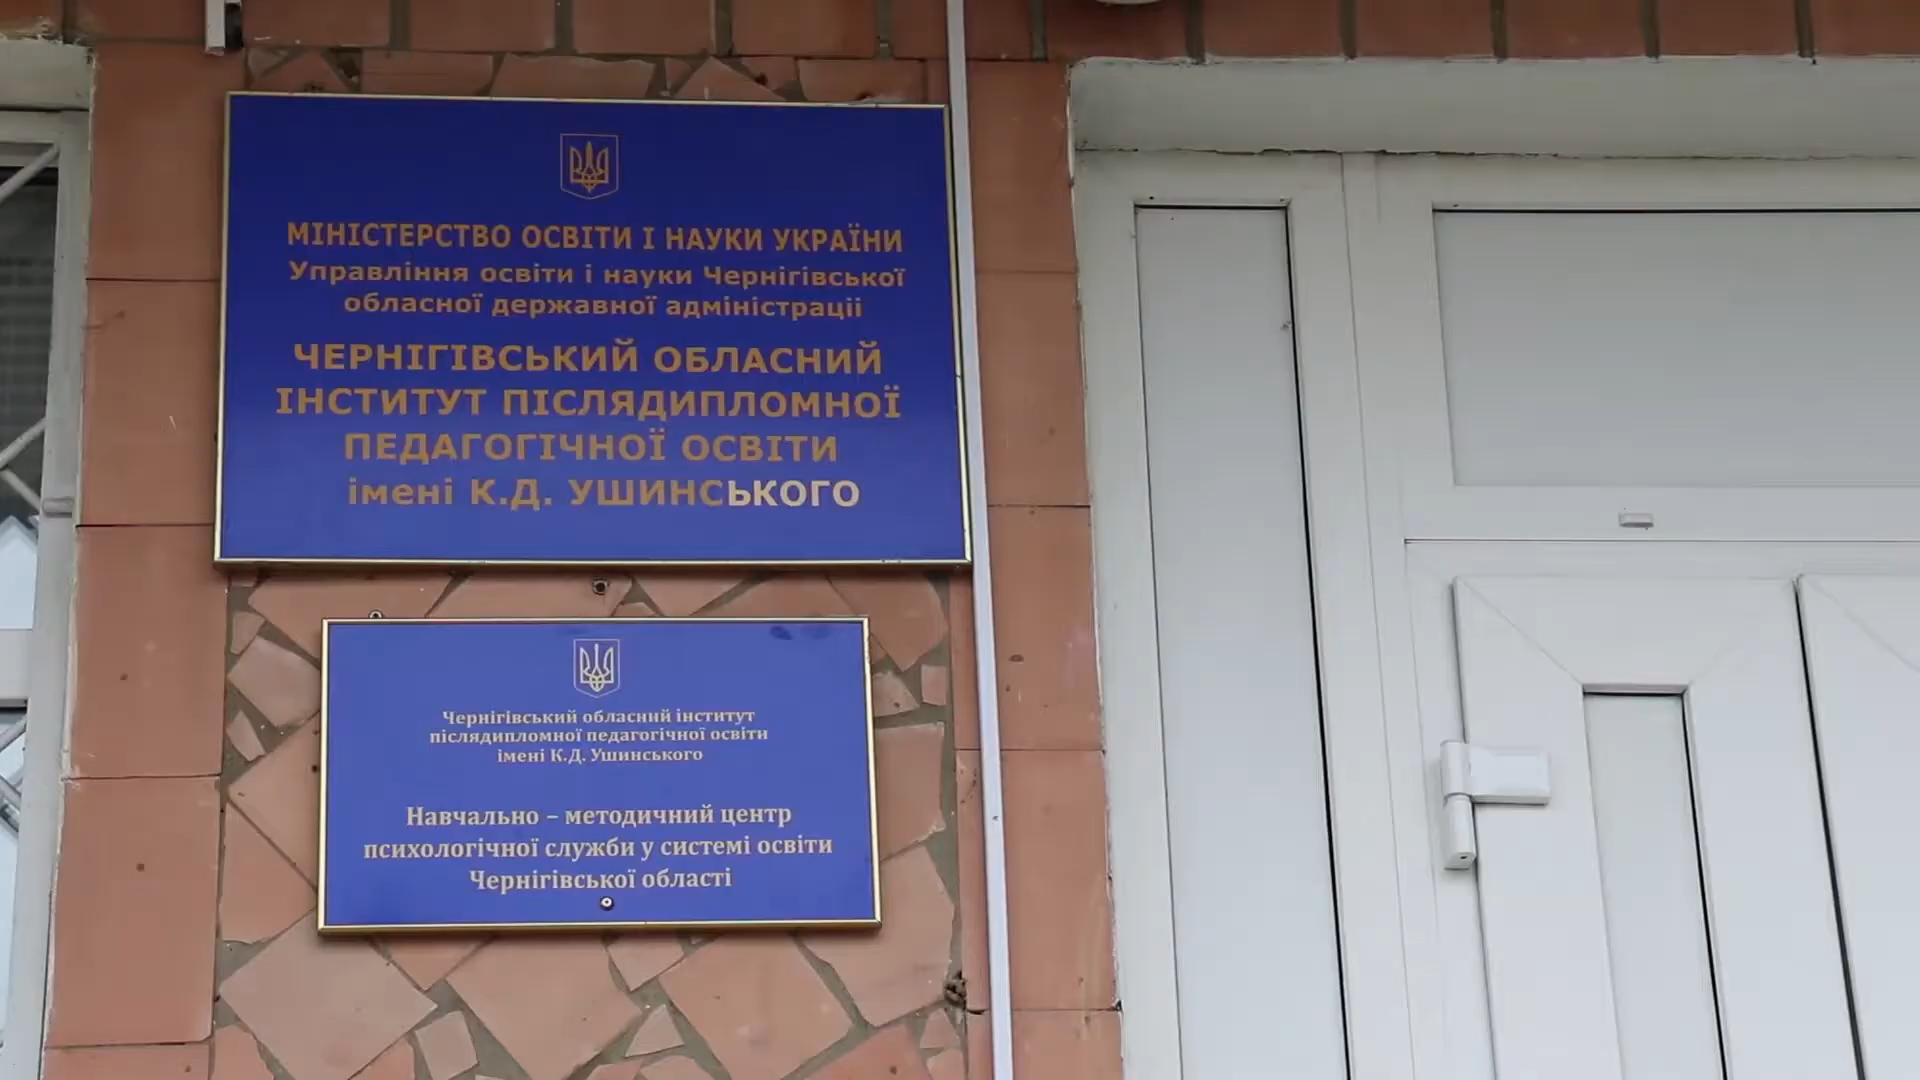 МІНІСТЕРСТВО ОСВІТИ І НАУКИ УКРАЇНИ
Управління освіти і науки Чернігівської
обласної державної адміністрації
ЧЕРНІГІВСЬКИЙ ОБЛАСНИЙ
ІНСТИТУТ ПІСЛЯДИПЛОМНОЇ
ПЕДАГОГІЧНОЇ ОСВІТИ
імені К.Д. УШИНСЬКОГО
Чернігівський обласний інститут
післядипломної педагогічної освіти
імені К.Д. Ушинського
Навчально – методичний центр
психологічної служби у системі освіти
Чернігівської області